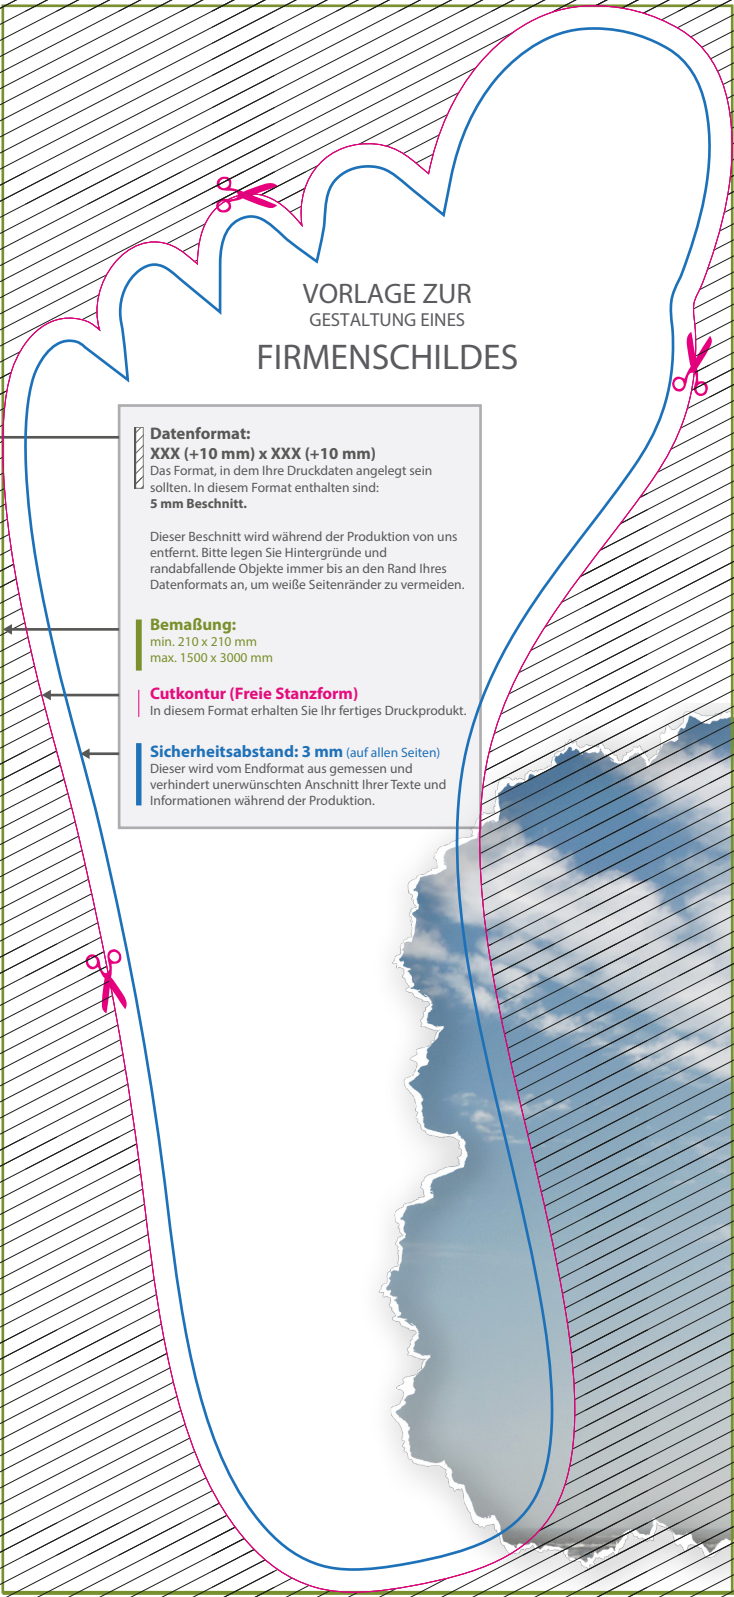 VORLAGE ZUR
GESTALTUNG EINES
FIRMENSCHILDES
Datenformat:
XXX (+10 mm) x XXX (+10 mm)
Das Format, in dem Ihre Druckdaten angelegt sein
sollten. In diesem Format enthalten sind:
5 mm Beschnitt.
Dieser Beschnitt wird während der Produktion von uns
entfernt. Bitte legen Sie Hintergründe und
randabfallende Objekte immer bis an den Rand Ihres
Datenformats an, um weiße Seitenränder zu vermeiden.
Bemaßung:
min. 210 x 210 mm
max. 1500 x 3000 mm
Cutkontur (Freie Stanzform)
In diesem Format erhalten Sie Ihr fertiges Druckprodukt.
Sicherheitsabstand: 3 mm (auf allen Seiten)
Dieser wird vom Endformat aus gemessen und
verhindert unerwünschten Anschnitt Ihrer Texte und
Informationen während der Produktion.